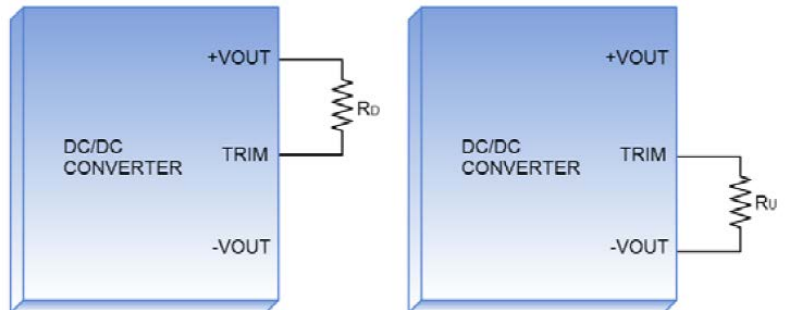 +VOUT
RD
DC/DC
CONVERTER
TRIM
-VOUT
+VOUT
DC/DC
CONVERTER
TRIM
RU
-VOUT